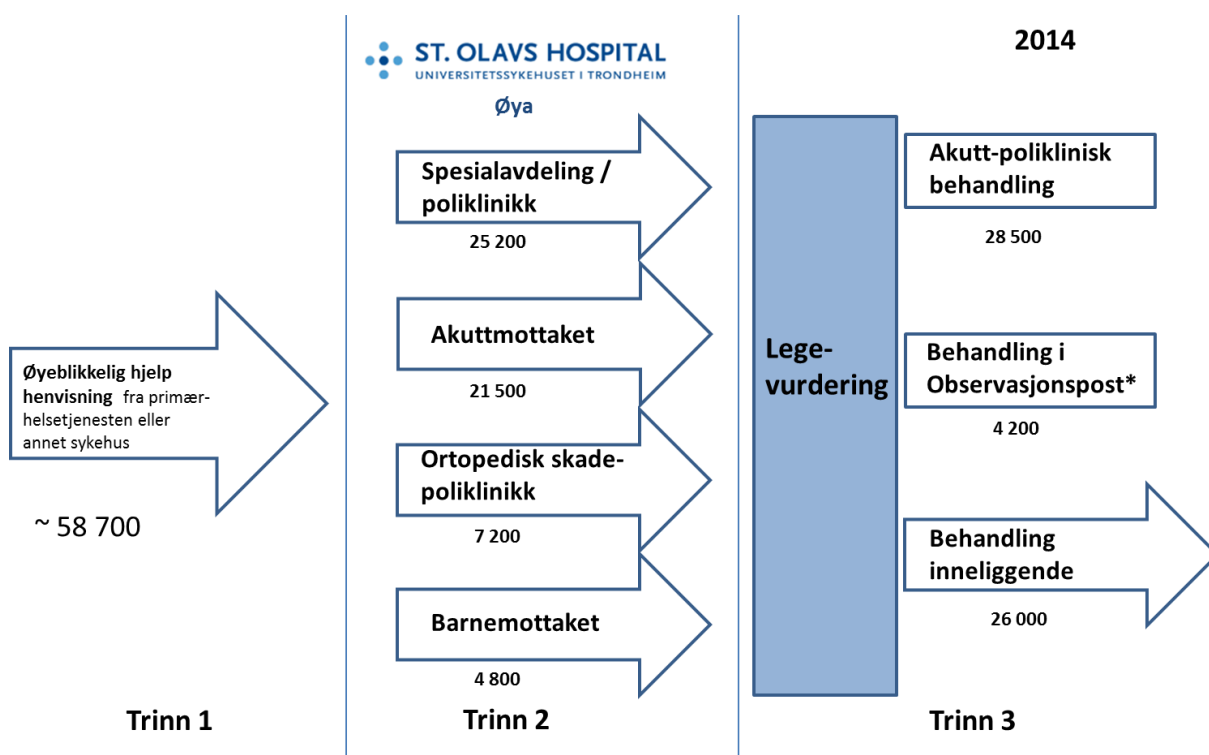 Øyeblikkelig hjelp
henvisning fra primær-
helsetjenesten eller
annet sykehus
~ 58 700
Trinn 1
ST. OLAVS HOSPITAL
UNIVERSITETSSYKEHUSET I TRONDHEIM
Øya
Spesialavdeling /
poliklinikk
25 200
Akuttmottaket
21 500
Ortopedisk skade-
poliklinikk
7 200
Barnemottaket
4 800
Trinn 2
2014
Lege-
vurdering
Akutt-poliklinisk
behandling
28 500
Behandling i
Observasjonspost*
4 200
Behandling
inneliggende
26 000
Trinn 3